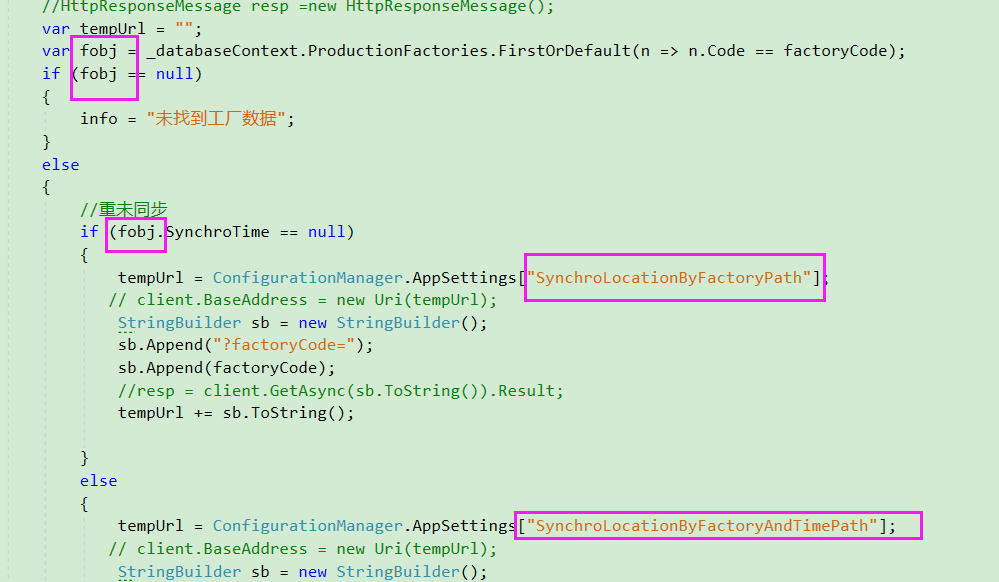 //HttpResponseMessage resp =new HttpResponseMessage();
var tempUrl = "";
var fobj = _databaseContext.ProductionFactories.FirstOrDefault(n => n.Code == factoryCode);
if (fobj == null)
{
info = "未找到工厂数据";
}
else
{
//重未同步
if (fobj.SynchroTime == null)
{
tempUrl = ConfigurationManager.AppSettings["SynchroLocationByFactoryPath"];
// client.BaseAddress = new Uri(tempUrl);
StringBuilder sb = new StringBuilder();
sb.Append("?factoryCode=");
sb.Append(factoryCode);
//resp = client.GetAsync(sb.ToString()).Result;
tempUrl += sb.ToString();
}
else
{
tempUrl = ConfigurationManager.AppSettings["SynchroLocationByFactoryAndTimePath"];
// client.BaseAddress = new Uri(tempUrl);
StringBuilder sb = new StringBuilder();